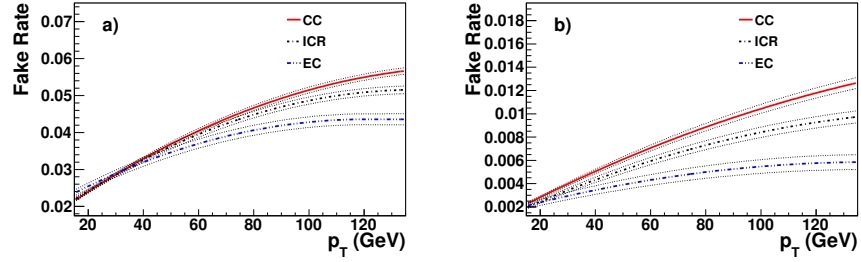 Fake Rate
a)
CC
ICR
EC
0.07
0.06
0.05
0.04
0.03
0.02
20 40 60 80 100 120
p_T (GeV)
Fake Rate
b)
CC
ICR
EC
0.018
0.016
0.014
0.012
0.01
0.008
0.006
0.004
0.002
20 40 60 80 100 120
p_T (GeV)